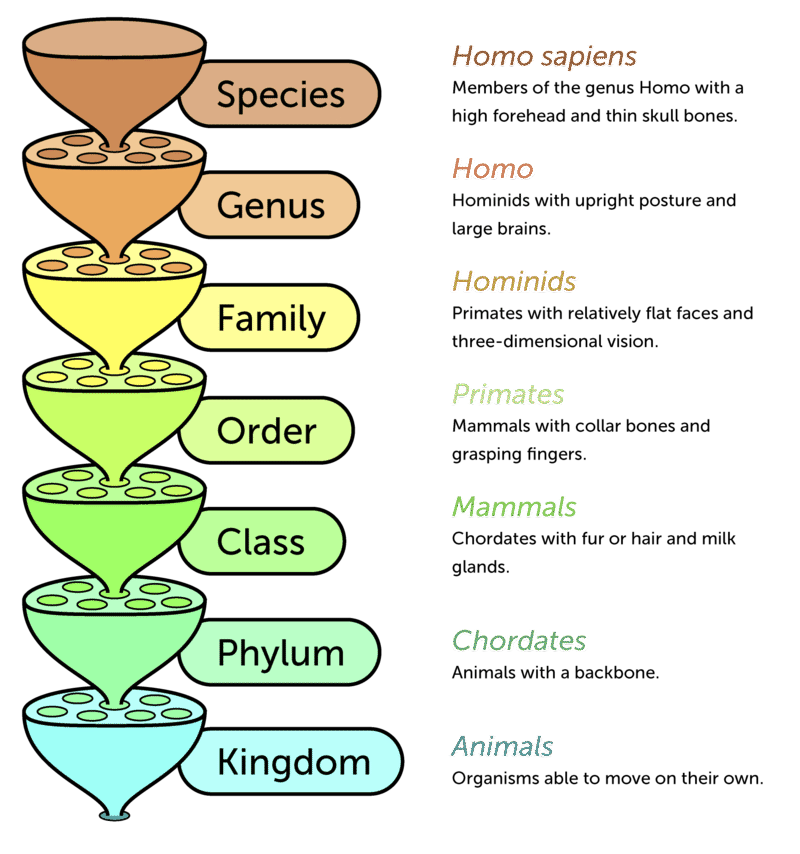 Species
Homo sapiens
Members of the genus Homo with a
high forehead and thin skull bones.
Genus
Homo
Hominids with upright posture and
large brains.
Family
Hominids
Primates with relatively flat faces and
three-dimensional vision.
Order
Primates
Mammals with collar bones and
grasping fingers.
Class
Mammals
Chordates with fur or hair and milk
glands.
Phylum
Chordates
Animals with a backbone.
Kingdom
Animals
Organisms able to move on their own.